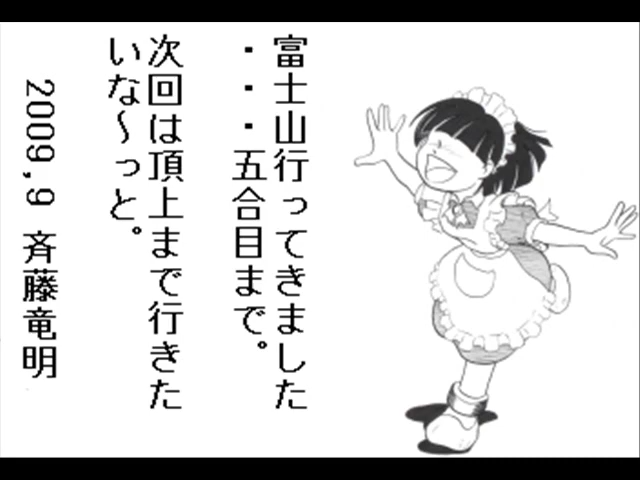 富士山行ってきました
・・・五合目まで。
次回は頂上まで行きた
いな～っと。
2009,9 斉藤竜明